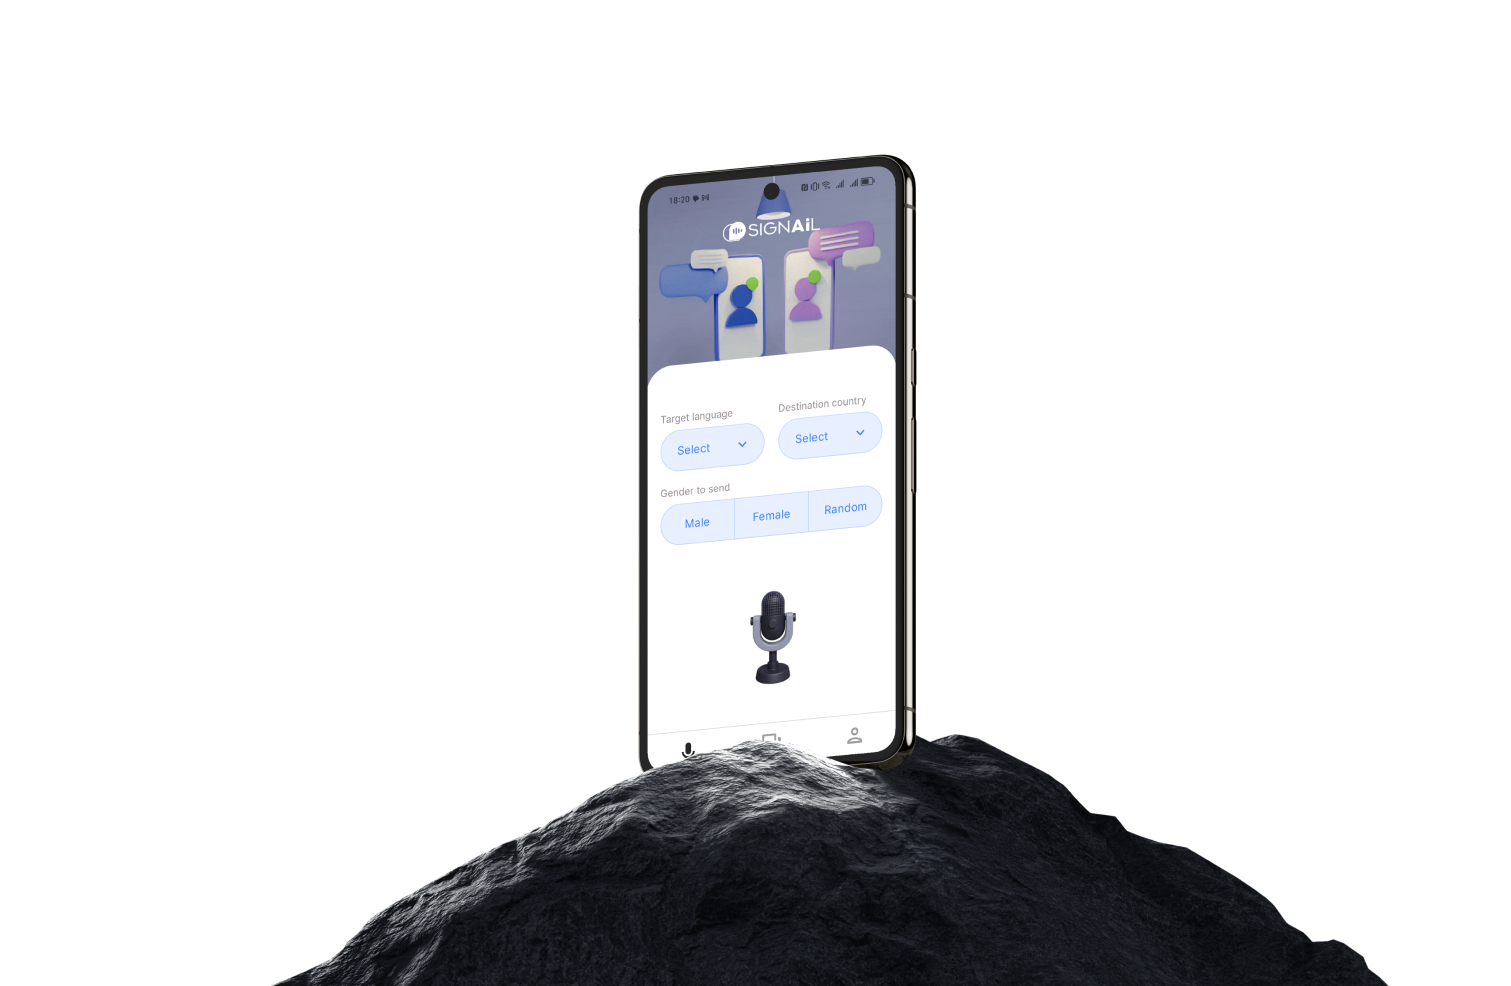 18:20
SIGNAiL
Target language
Destination country
Select
Select
Gender to send
Male
Female
Random